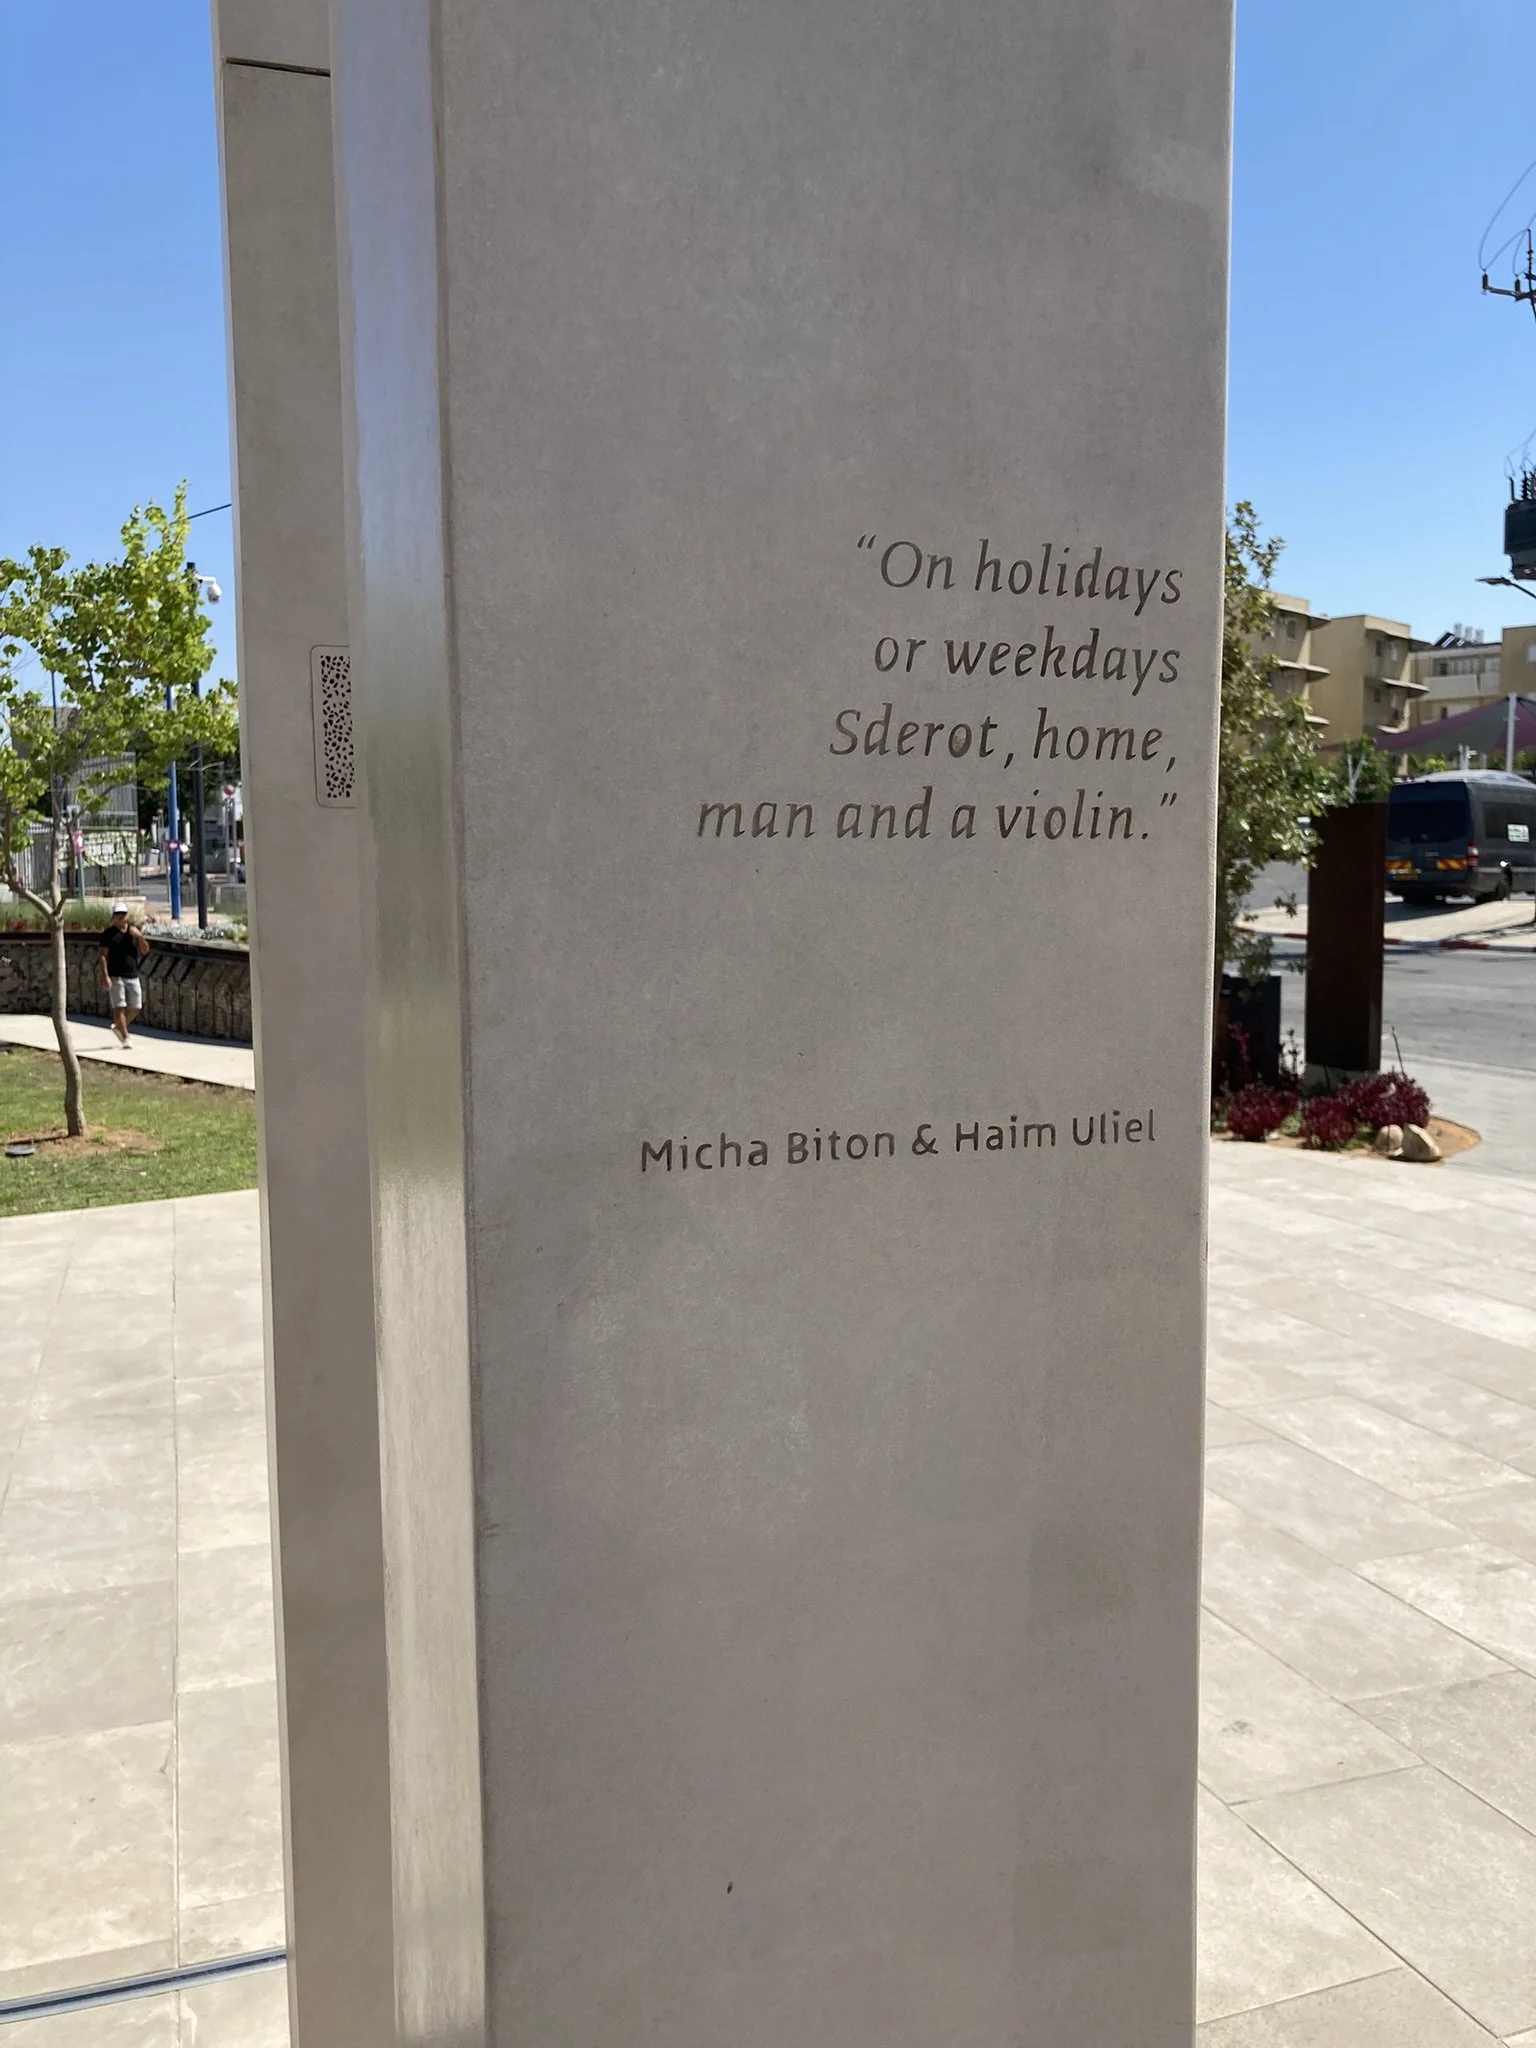 “On holidays
or weekdays
Sderot, home,
man and a violin.”
Micha Biton & Haim Uliel